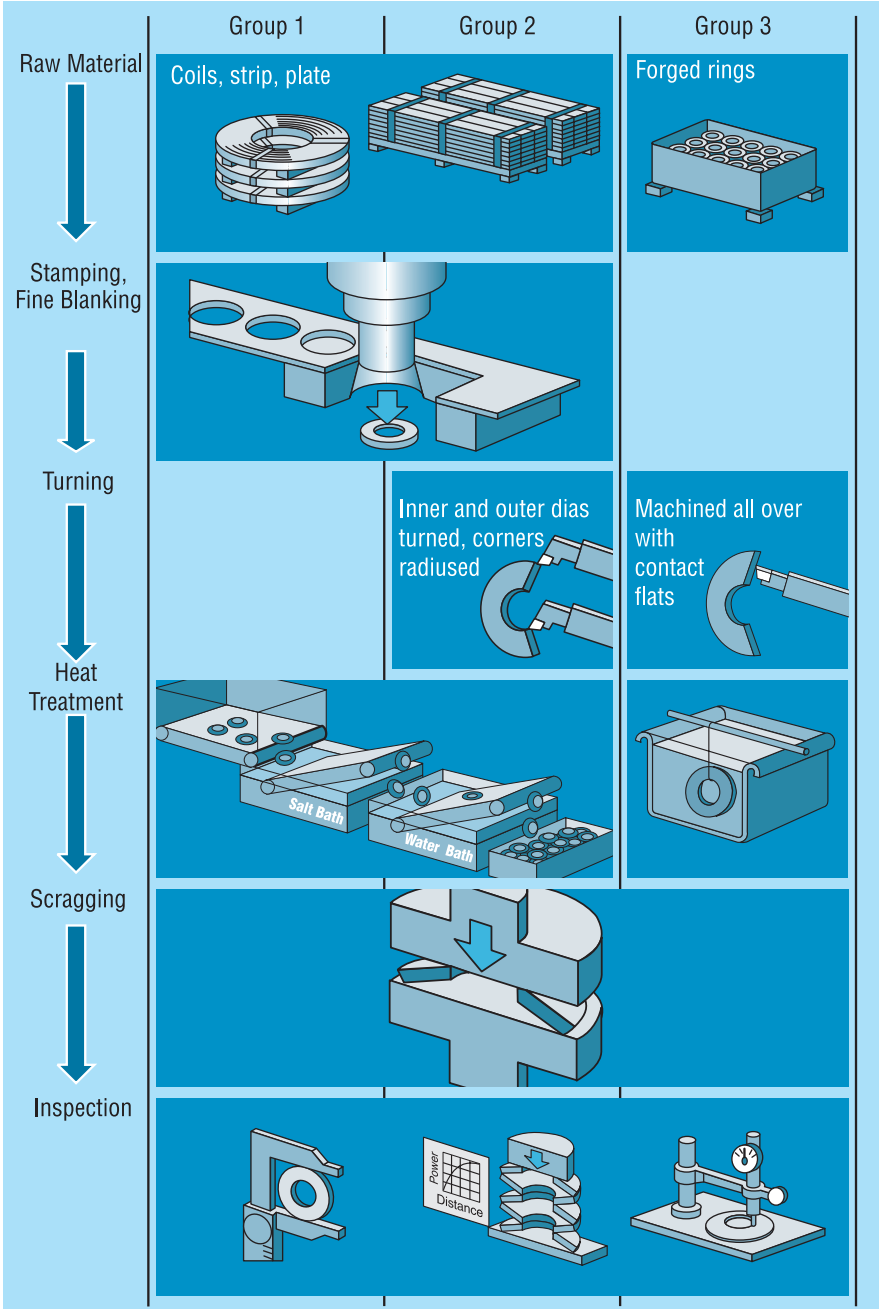 Group 1
Group 2
Group 3
Raw Material
Coils, strip, plate
Forged rings
Stamping,
Fine Blanking
Turning
Inner and outer dias
turned, corners
radiused
Machined all over
with
contact
flats
Heat
Treatment
Salt Bath
Water Bath
Scragging
Inspection
Power
Distance